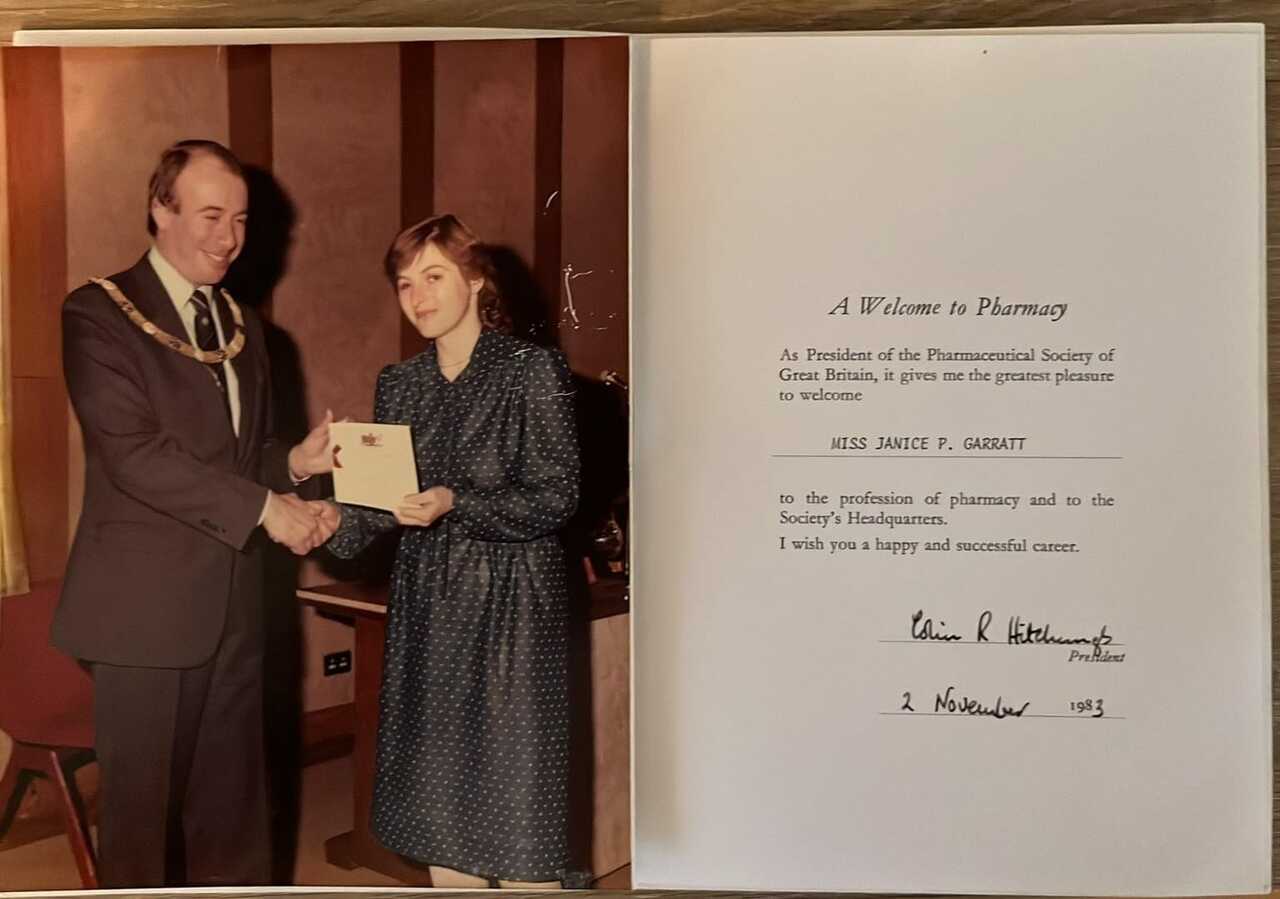 A Welcome to Pharmacy
As President of the Pharmaceutical Society of
Great Britain, it gives me the greatest pleasure
to welcome
MISS JANICE P. GARRATT
to the profession of pharmacy and to the
Society's Headquarters.
I wish you a happy and successful career.
Colin R Hitchings
President
2 November 1983